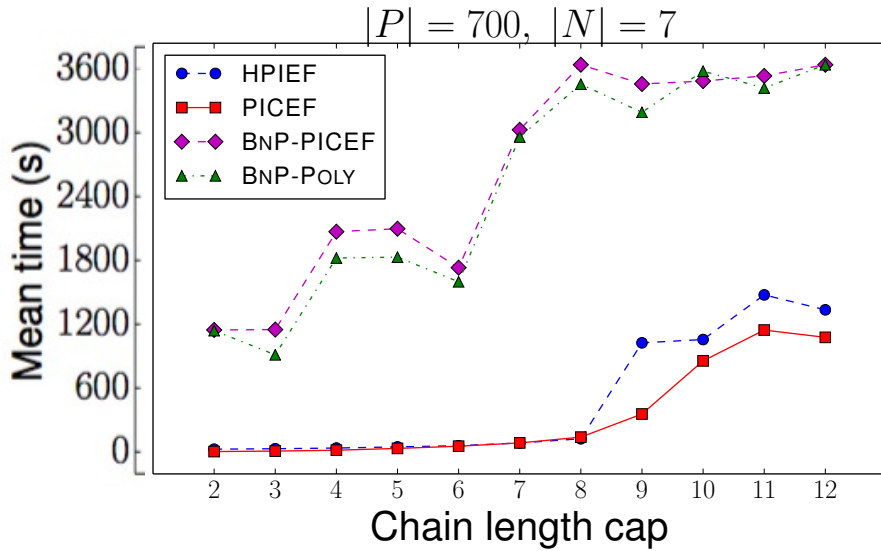 |P| = 700, |N| = 7
HPIEF
PICEF
BNP-PICEF
BNP-POLY
Mean time (s)
3600
3000
2400
1800
1200
600
0
2 3 4 5 6 7 8 9 10 11 12
Chain length cap